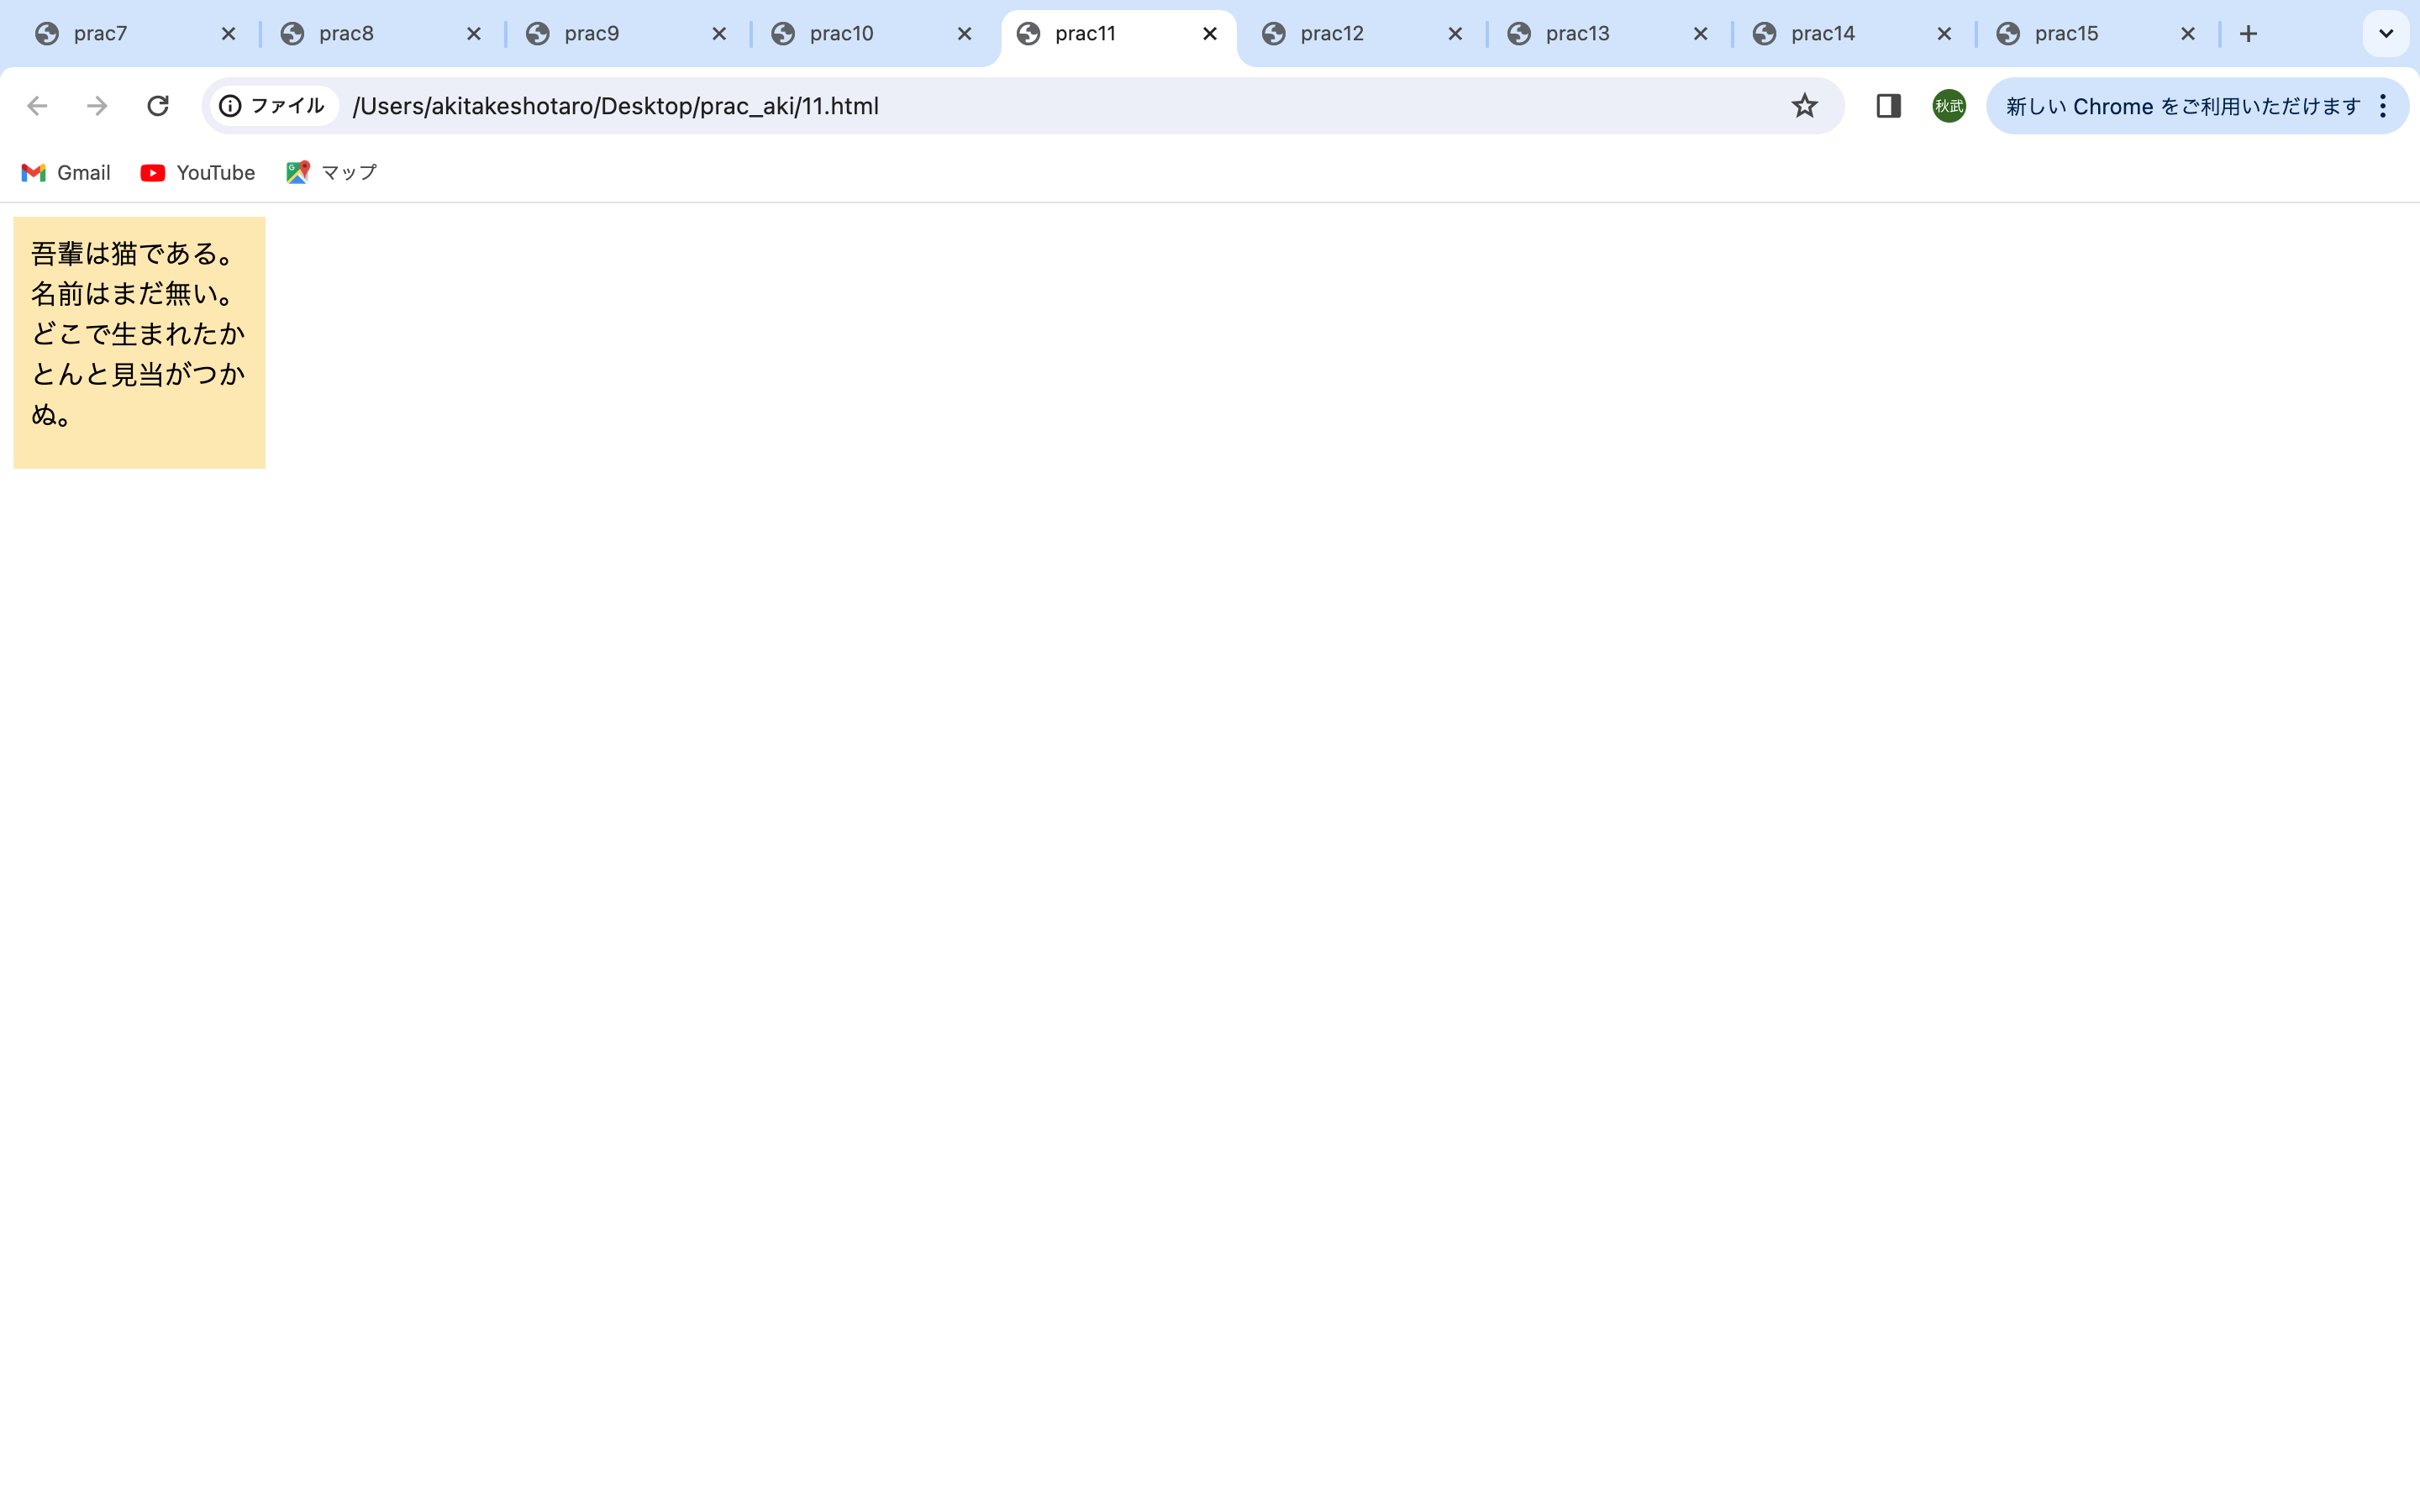 prac7 prac8 prac9 prac10 prac11 prac12 prac13 prac14 prac15
ファイル /Users/akitakeshotaro/Desktop/prac_aki/11.html 秋武 新しい Chrome をご利用いただけます
Gmail YouTube マップ
吾輩は猫である。
名前はまだ無い。
どこで生まれたか
とんと見当がつか
ぬ。